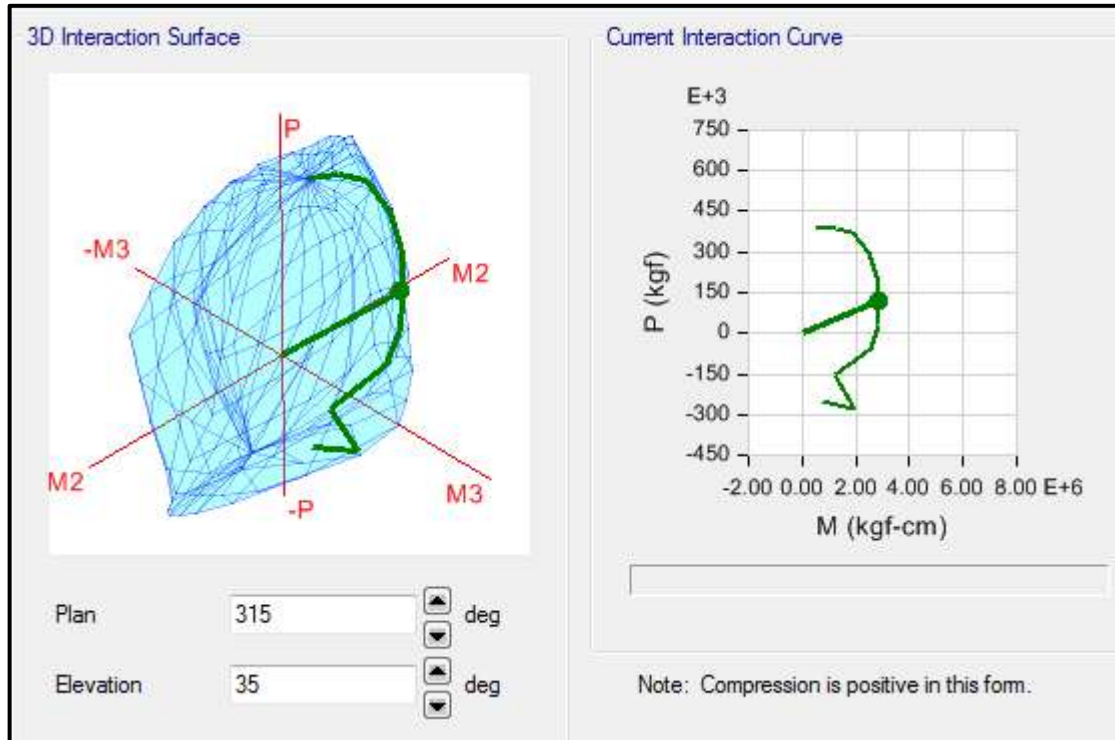 3D Interaction Surface
P
-M3
M2
M2
M3
-P
Plan 315 deg
Elevation 35 deg
Current Interaction Curve
E+3
750
600
450
300
150
0
-150
-300
-450
P (kgf)
-2.00 0.00 2.00 4.00 6.00 8.00 E+6
M (kgf-cm)
Note: Compression is positive in this form.